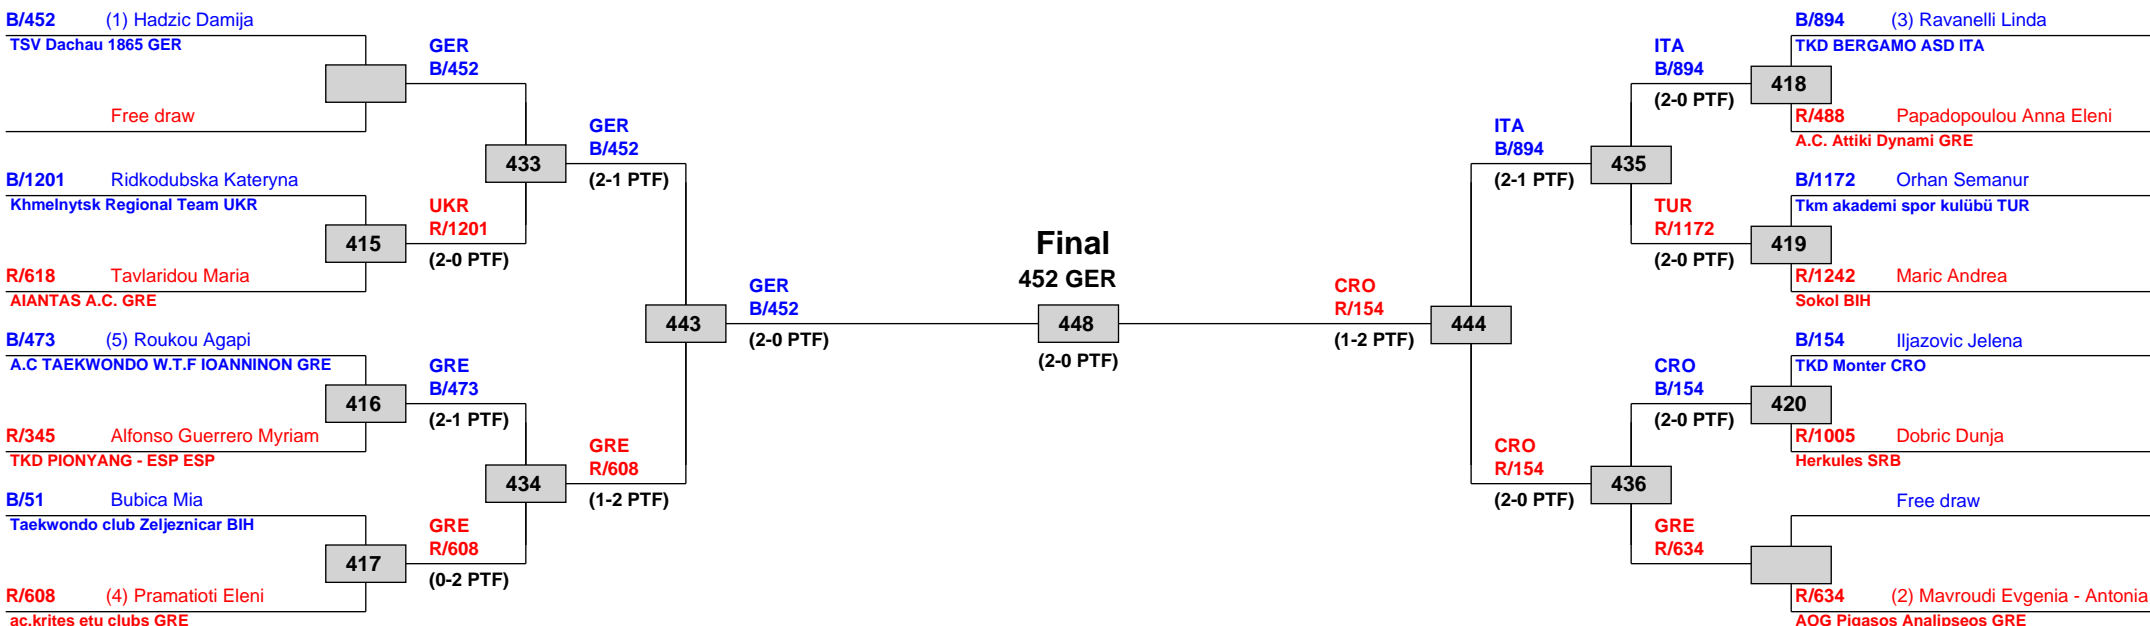 B/452 (1) Hadzic Damija
TSV Dachau 1865 GER
Free draw
B/1201 Ridkodubska Kateryna
Khmelnytsk Regional Team UKR
R/618 Tavlaridou Maria
AIANTAS A.C. GRE
B/473 (5) Roukou Agapi
A.C TAEKWONDO W.T.F IOANNINON GRE
R/345 Alfonso Guerrero Myriam
TKD PIONYANG - ESP ESP
B/51 Bubica Mia
Taekwondo club Zeljeznicar BIH
R/608 (4) Pramatioti Eleni
ac.krites etu clubs GRE
415
416
417
GER
B/452
UKR
R/1201
(2-0 PTF)
GRE
B/473
(2-1 PTF)
GRE
R/608
(0-2 PTF)
433
434
GER
B/452
(2-1 PTF)
GRE
R/608
(1-2 PTF)
443
GER
B/452
(2-0 PTF)
Final
452 GER
448
(2-0 PTF)
CRO
R/154
(1-2 PTF)
444
ITA
B/894
(2-1 PTF)
CRO
R/154
(2-0 PTF)
435
436
ITA
B/894
(2-0 PTF)
TUR
R/1172
(2-0 PTF)
CRO
B/154
(2-0 PTF)
GRE
R/634
418
419
420
B/894 (3) Ravanelli Linda
TKD BERGAMO ASD ITA
R/488 Papadopoulou Anna Eleni
A.C. Attiki Dynami GRE
B/1172 Orhan Semanur
Tkm akademi spor kulübü TUR
R/1242 Maric Andrea
Sokol BIH
B/154 Iljazovic Jelena
TKD Monter CRO
R/1005 Dobric Dunja
Herkules SRB
Free draw
R/634 (2) Mavroudi Evgenia - Antonia
AOG Pigasos Analipseos GRE